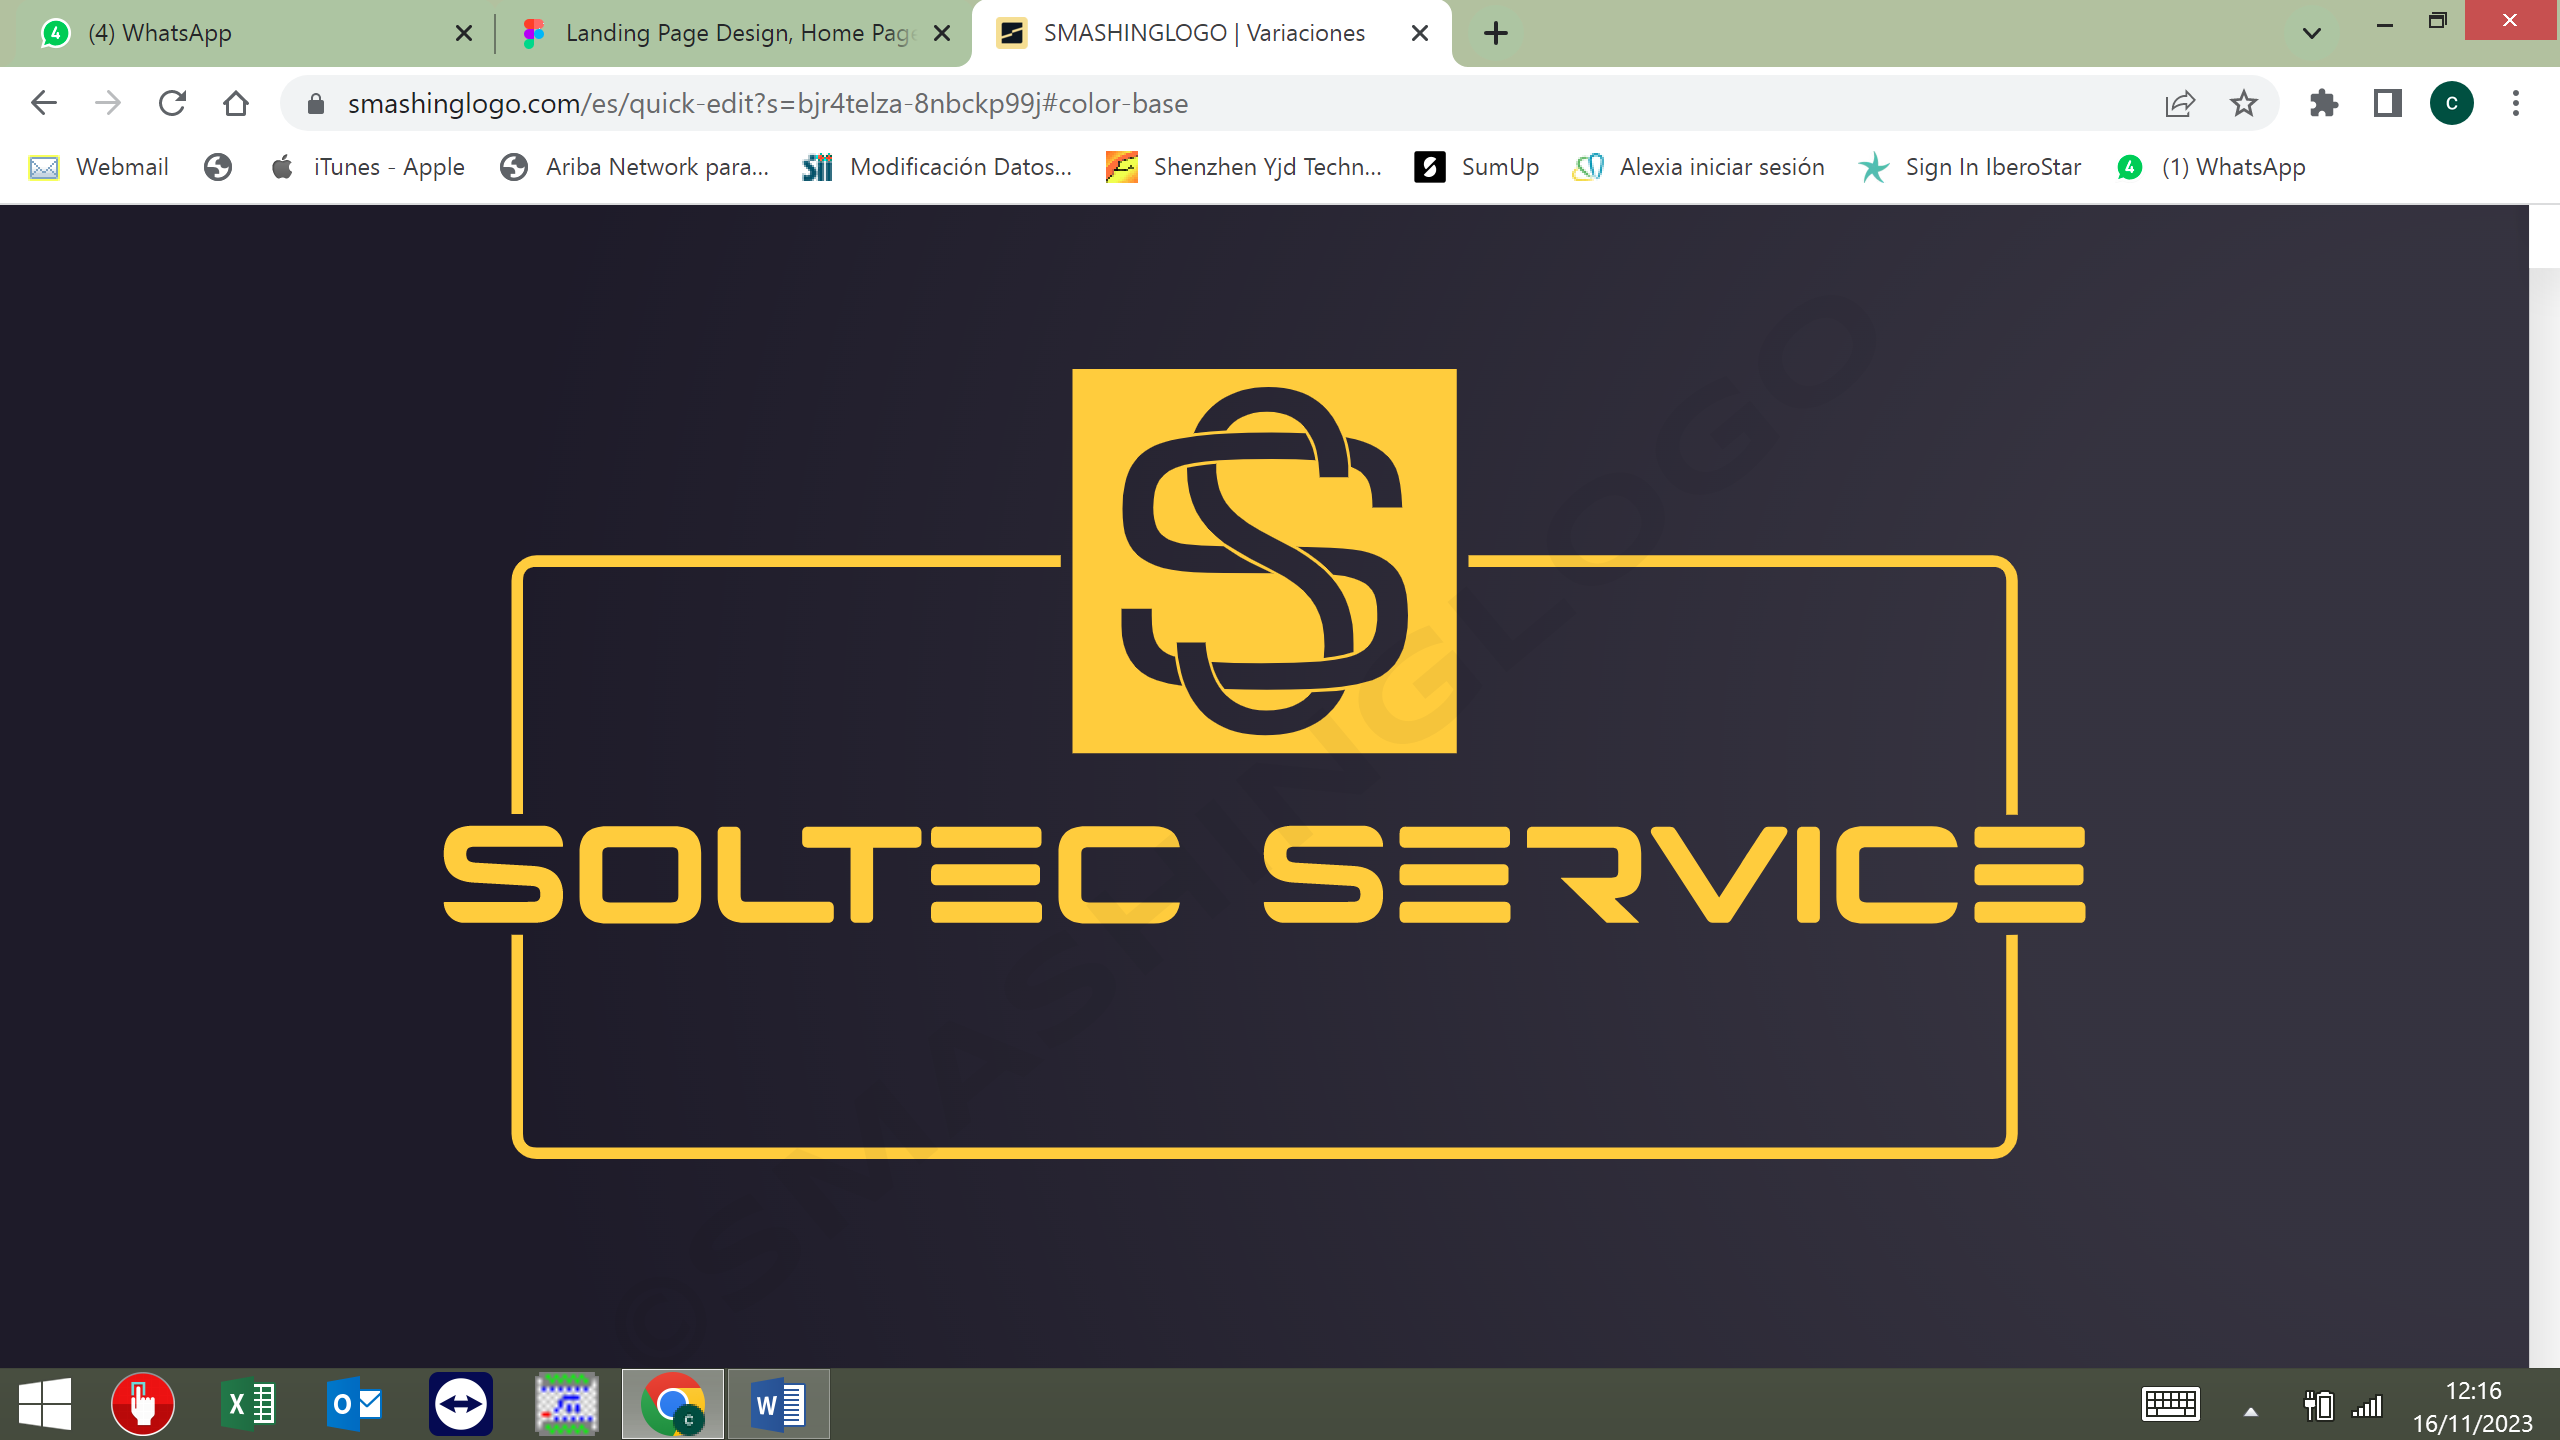 (4) WhatsApp
Landing Page Design, Home Page
SMASHINGLOGO | Variaciones
smashinglogo.com/es/quick-edit?s=bjr4telza-8nbckp99j#color-base
C
Webmail
iTunes - Apple
Ariba Network para...
Modificación Datos...
Shenzhen Yjd Techn...
SumUp
Alexia iniciar sesión
Sign In IberoStar
(1) WhatsApp
SS
SOLTEC SERVICE
©SMASHINGLOGO
12:16
16/11/2023